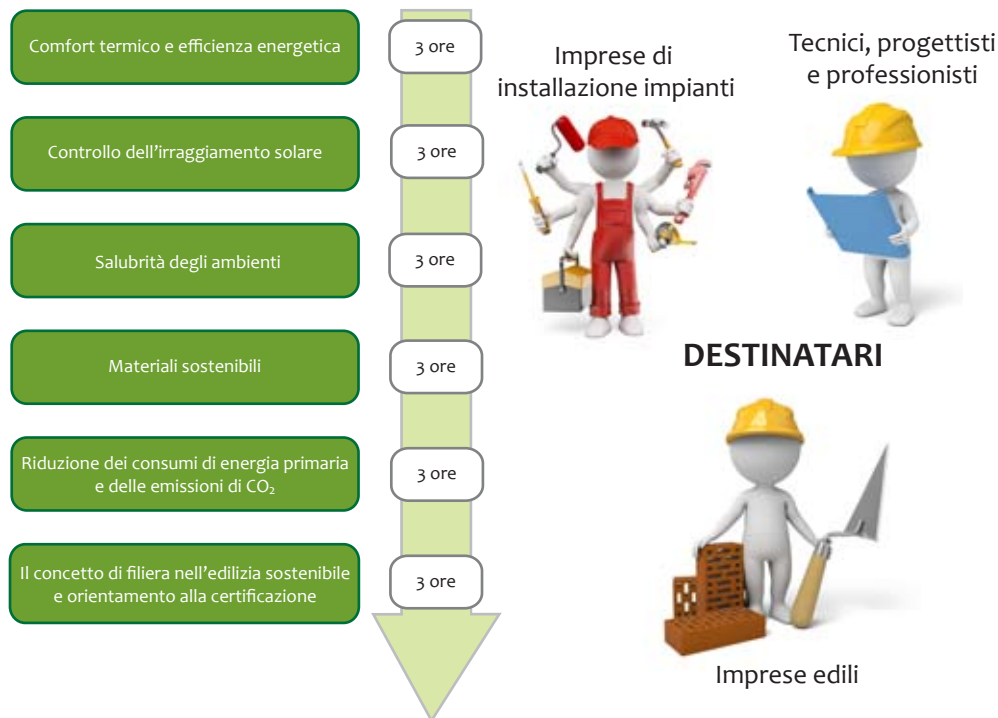 Comfort termico e efficienza energetica
3 ore
Controllo dell'irraggiamento solare
3 ore
Salubrità degli ambienti
3 ore
Materiali sostenibili
3 ore
Riduzione dei consumi di energia primaria
e delle emissioni di CO₂
3 ore
Il concetto di filiera nell'edilizia sostenibile
e orientamento alla certificazione
3 ore
Imprese di
installazione impianti
Tecnici, progettisti
e professionisti
DESTINATARI
Imprese edili